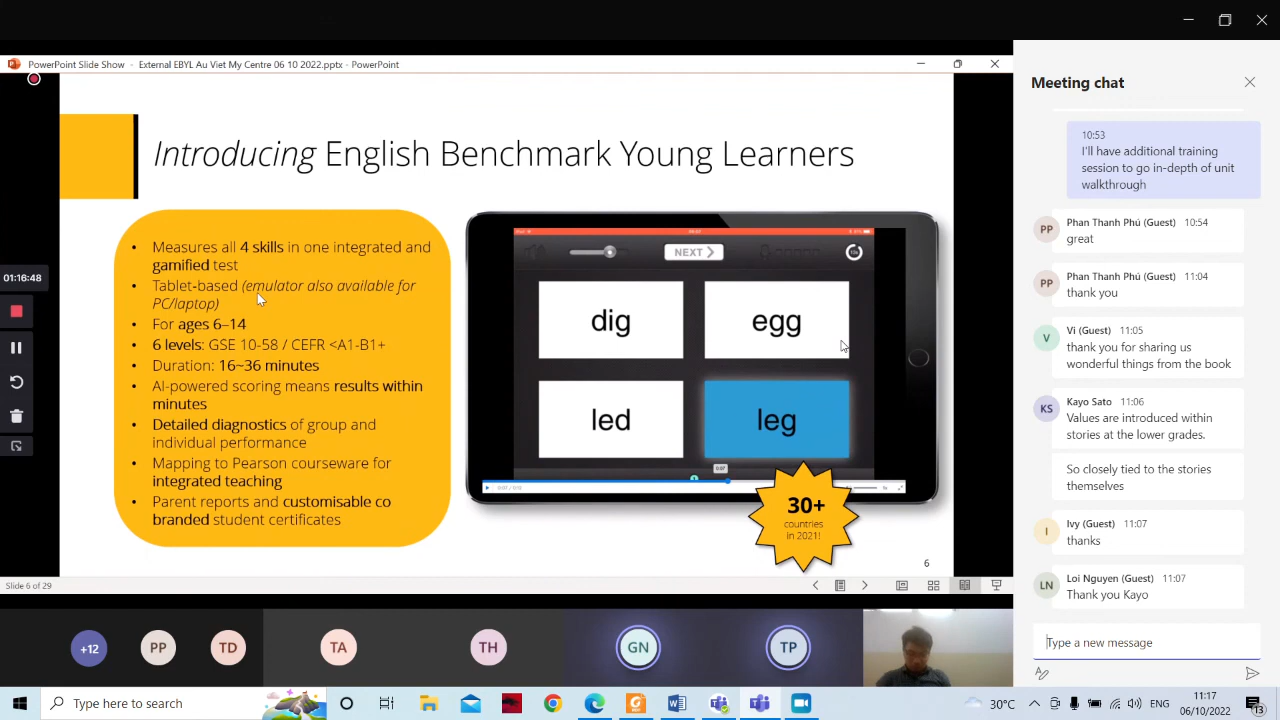 PowerPoint Slide Show - External EBYL Au Viet My Centre 06 10 2022.pptx - PowerPoint
Introducing English Benchmark Young Learners
• Measures all 4 skills in one integrated and
gamified test
• Tablet-based (emulator also available for
PC/laptop)
• For ages 6–14
• 6 levels: GSE 10-58 / CEFR <A1-B1+
• Duration: 16~36 minutes
• AI-powered scoring means results within
minutes
• Detailed diagnostics of group and
individual performance
• Mapping to Pearson courseware for
integrated teaching
• Parent reports and customisable co
branded student certificates
NEXT
dig
egg
led
leg
0:07
30+
countries
in 2021!
6
Slide 6 of 29
01:16:48
+12
PP
TD
TA
TH
GN
TP
Meeting chat
10:53
I'll have additional training
session to go in-depth of unit
walkthrough
PP
Phan Thanh Phú (Guest) 10:54
great
PP
Phan Thanh Phú (Guest) 11:04
thank you
V
Vi (Guest) 11:05
thank you for sharing us
wonderful things from the book
KS
Kayo Sato 11:06
Values are introduced within
stories at the lower grades.
So closely tied to the stories
themselves
I
Ivy (Guest) 11:07
thanks
LN
Loi Nguyen (Guest) 11:07
Thank you Kayo
Type a new message
Type here to search
30°C
11:17
06/10/2022
13